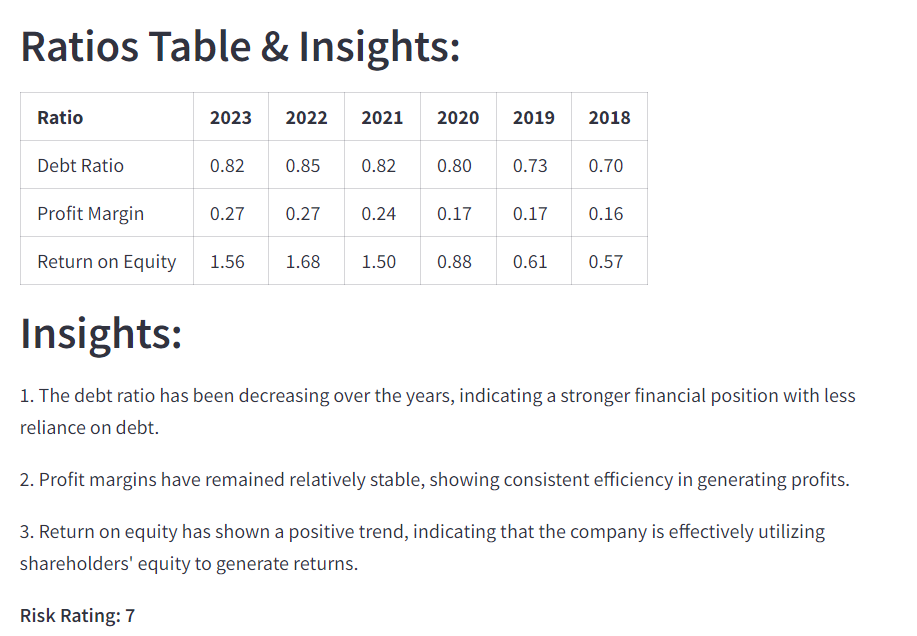 Ratios Table & Insights:
Ratio 2023 2022 2021 2020 2019 2018
Debt Ratio 0.82 0.85 0.82 0.80 0.73 0.70
Profit Margin 0.27 0.27 0.24 0.17 0.17 0.16
Return on Equity 1.56 1.68 1.50 0.88 0.61 0.57
Insights:
1. The debt ratio has been decreasing over the years, indicating a stronger financial position with less
reliance on debt.
2. Profit margins have remained relatively stable, showing consistent efficiency in generating profits.
3. Return on equity has shown a positive trend, indicating that the company is effectively utilizing
shareholders' equity to generate returns.
Risk Rating: 7